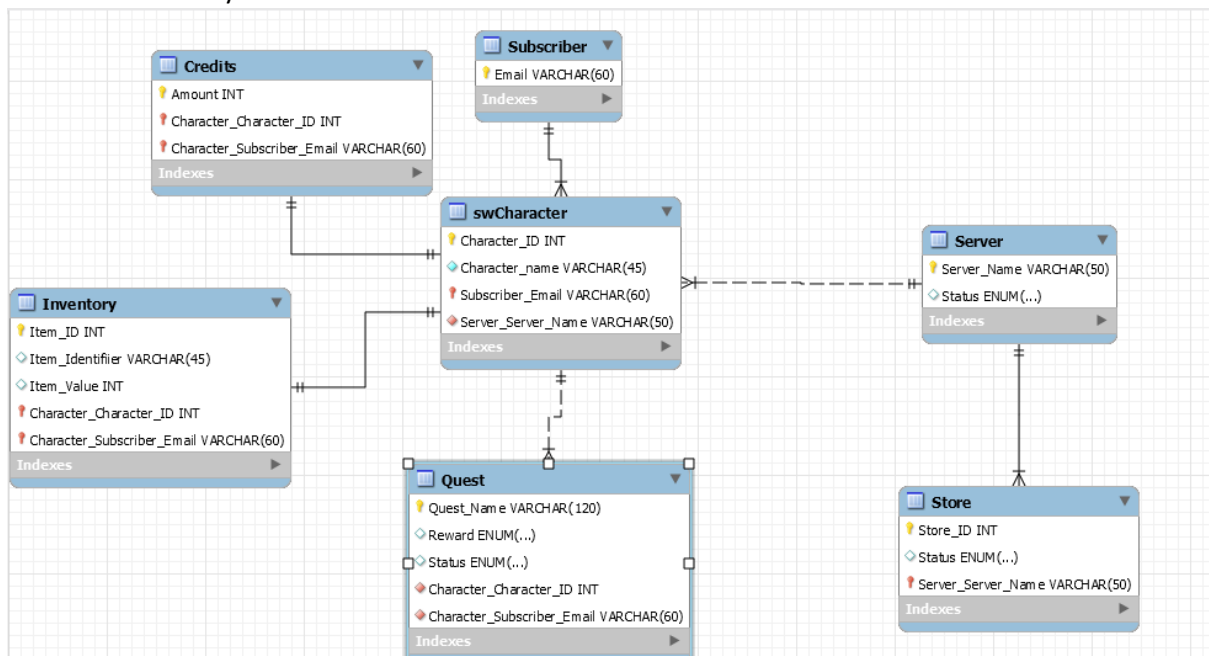 Subscriber
Email VARCHAR(60)
Indexes
Credits
Amount INT
Character_Character_ID INT
Character_Subscriber_Email VARCHAR(60)
Indexes
swCharacter
Character_ID INT
Character_name VARCHAR(45)
Subscriber_Email VARCHAR(60)
Server_Server_Name VARCHAR(50)
Indexes
Server
Server_Name VARCHAR(50)
Status ENUM(...)
Indexes
Inventory
Item_ID INT
Item_Identifiier VARCHAR(45)
Item_Value INT
Character_Character_ID INT
Character_Subscriber_Email VARCHAR(60)
Indexes
Quest
Quest_Name VARCHAR(120)
Reward ENUM(...)
Status ENUM(...)
Character_Character_ID INT
Character_Subscriber_Email VARCHAR(60)
Indexes
Store
Store_ID INT
Status ENUM(...)
Server_Server_Name VARCHAR(50)
Indexes